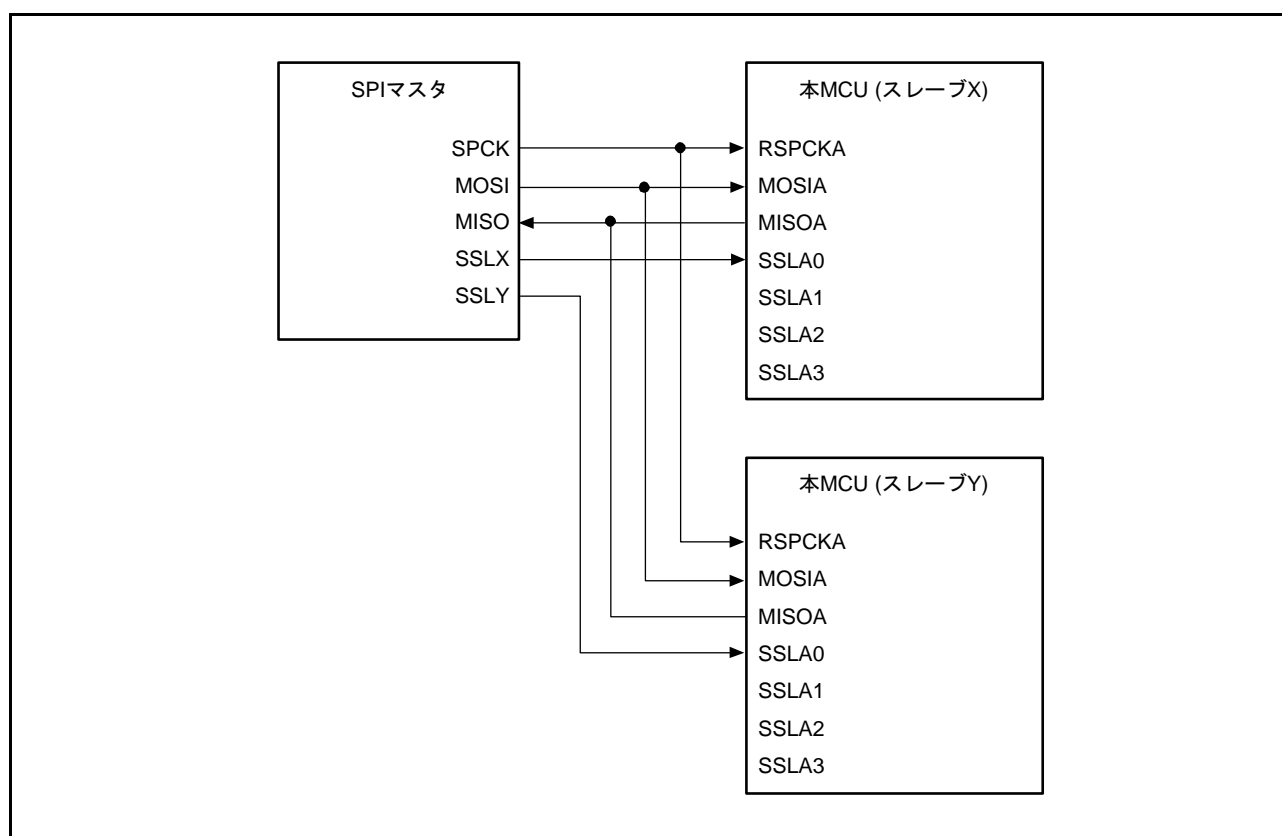 SPIマスタ
SPCK
MOSI
MISO
SSLX
SSLY
本MCU (スレーブX)
RSPCKA
MOSIA
MISOA
SSLA0
SSLA1
SSLA2
SSLA3
本MCU (スレーブY)
RSPCKA
MOSIA
MISOA
SSLA0
SSLA1
SSLA2
SSLA3